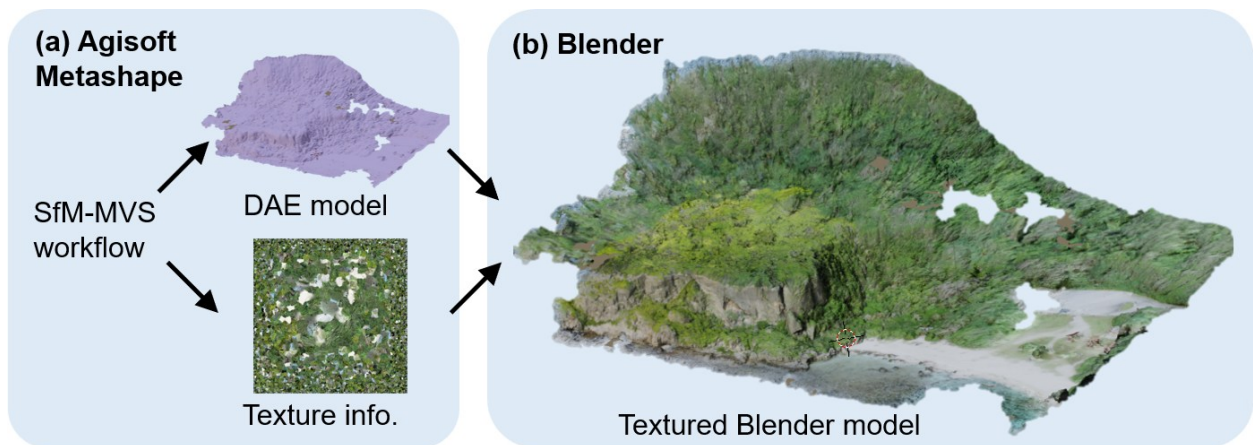 (a) Agisoft
Metashape
SfM-MVS
workflow
DAE model
Texture info.
(b) Blender
Textured Blender model